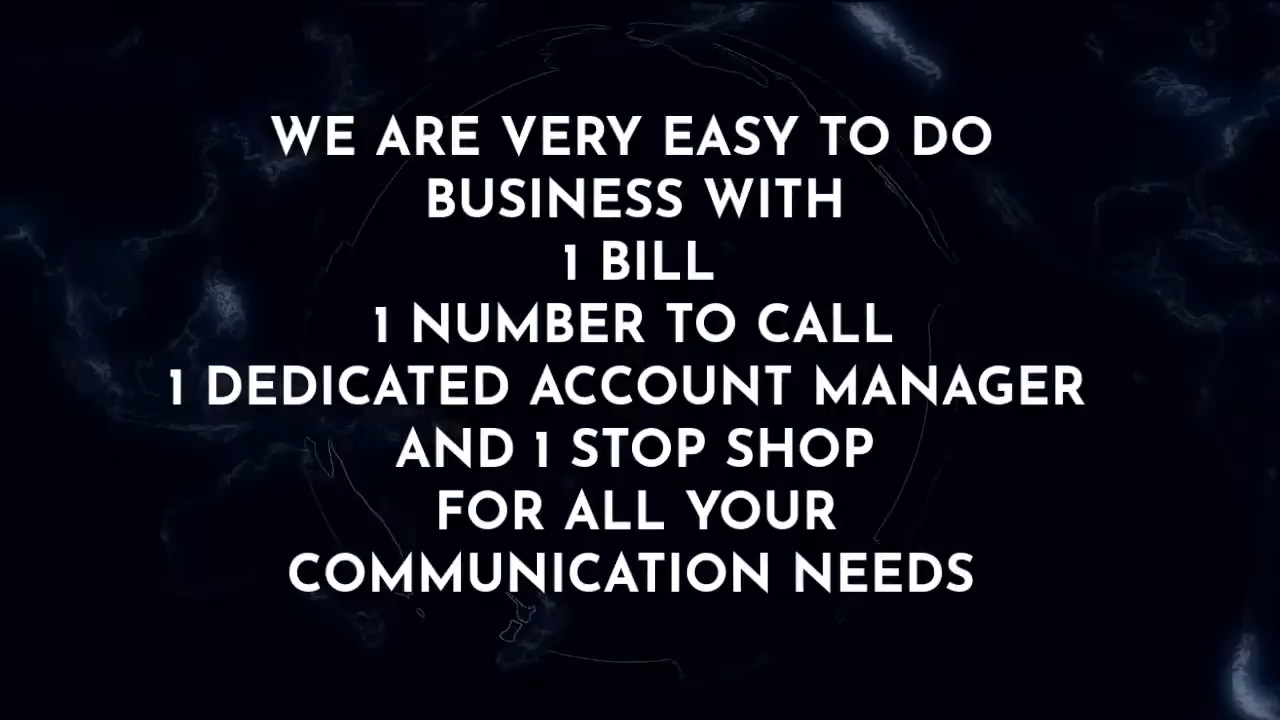 WE ARE VERY EASY TO DO
BUSINESS WITH
1 BILL
1 NUMBER TO CALL
1 DEDICATED ACCOUNT MANAGER
AND 1 STOP SHOP
FOR ALL YOUR
COMMUNICATION NEEDS